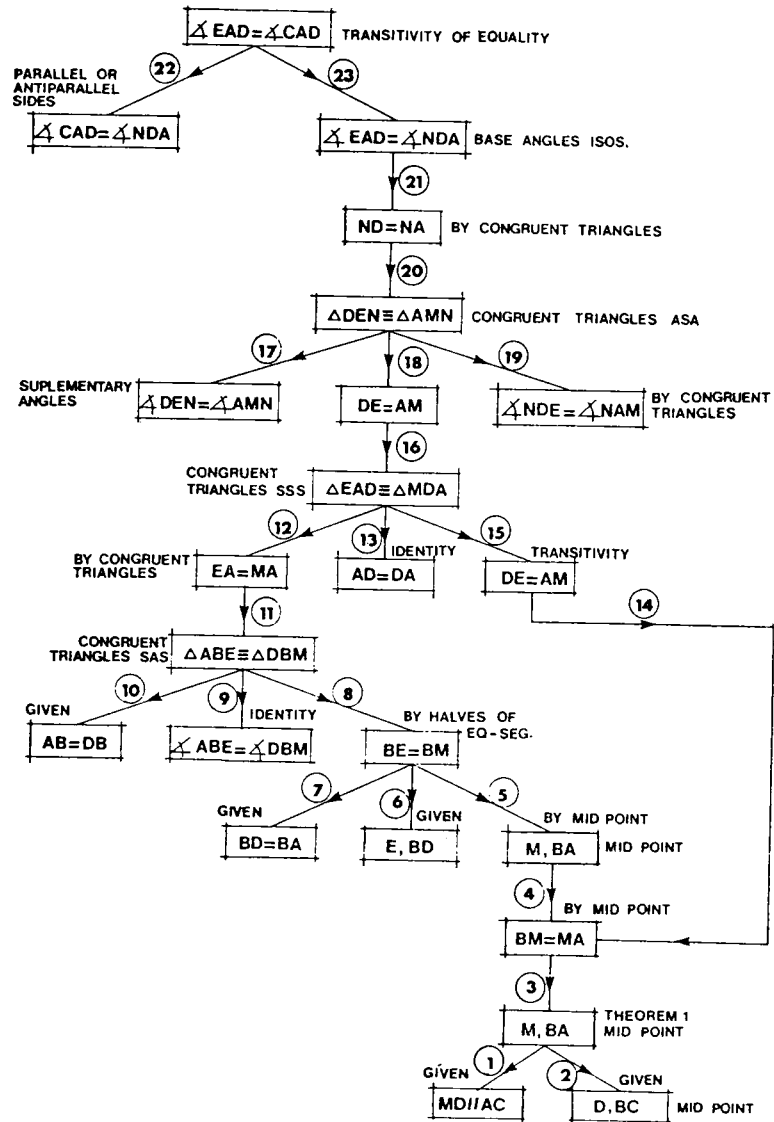 ∡ EAD=∡CAD TRANSITIVITY OF EQUALITY
22 23
PARALLEL OR
ANTIPARALLEL
SIDES
∡ CAD=∡NDA
∡ EAD=∡NDA BASE ANGLES ISOS.
21
ND=NA BY CONGRUENT TRIANGLES
20
△DEN≡△AMN CONGRUENT TRIANGLES ASA
17 18 19
SUPLEMENTARY
ANGLES
∡DEN=∡AMN
DE=AM
∡NDE=∡NAM
BY CONGRUENT
TRIANGLES
16
CONGRUENT
TRIANGLES SSS
△EAD≡△MDA
12 13 15
BY CONGRUENT
TRIANGLES
EA=MA
IDENTITY
AD=DA
TRANSITIVITY
DE=AM
14
11
CONGRUENT
TRIANGLES SAS
△ABE≡△DBM
10 9 8
GIVEN
AB=DB
IDENTITY
∡ ABE=∡DBM
BY HALVES OF
EQ-SEG.
BE=BM
7 6 5
GIVEN
BD=BA
GIVEN
E, BD
BY MID POINT
M, BA MID POINT
4
BY MID POINT
BM=MA
3
THEOREM 1
M, BA MID POINT
1 2
GIVEN
MD//AC
GIVEN
D, BC MID POINT